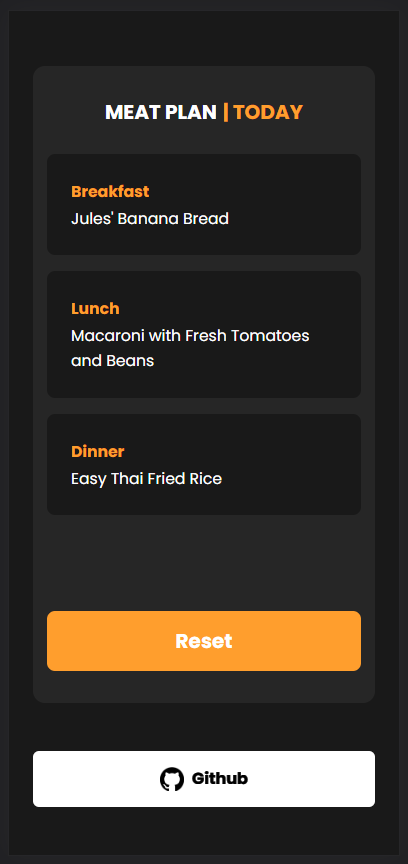 MEAT PLAN | TODAY
Breakfast
Jules' Banana Bread
Lunch
Macaroni with Fresh Tomatoes
and Beans
Dinner
Easy Thai Fried Rice
Reset
Github